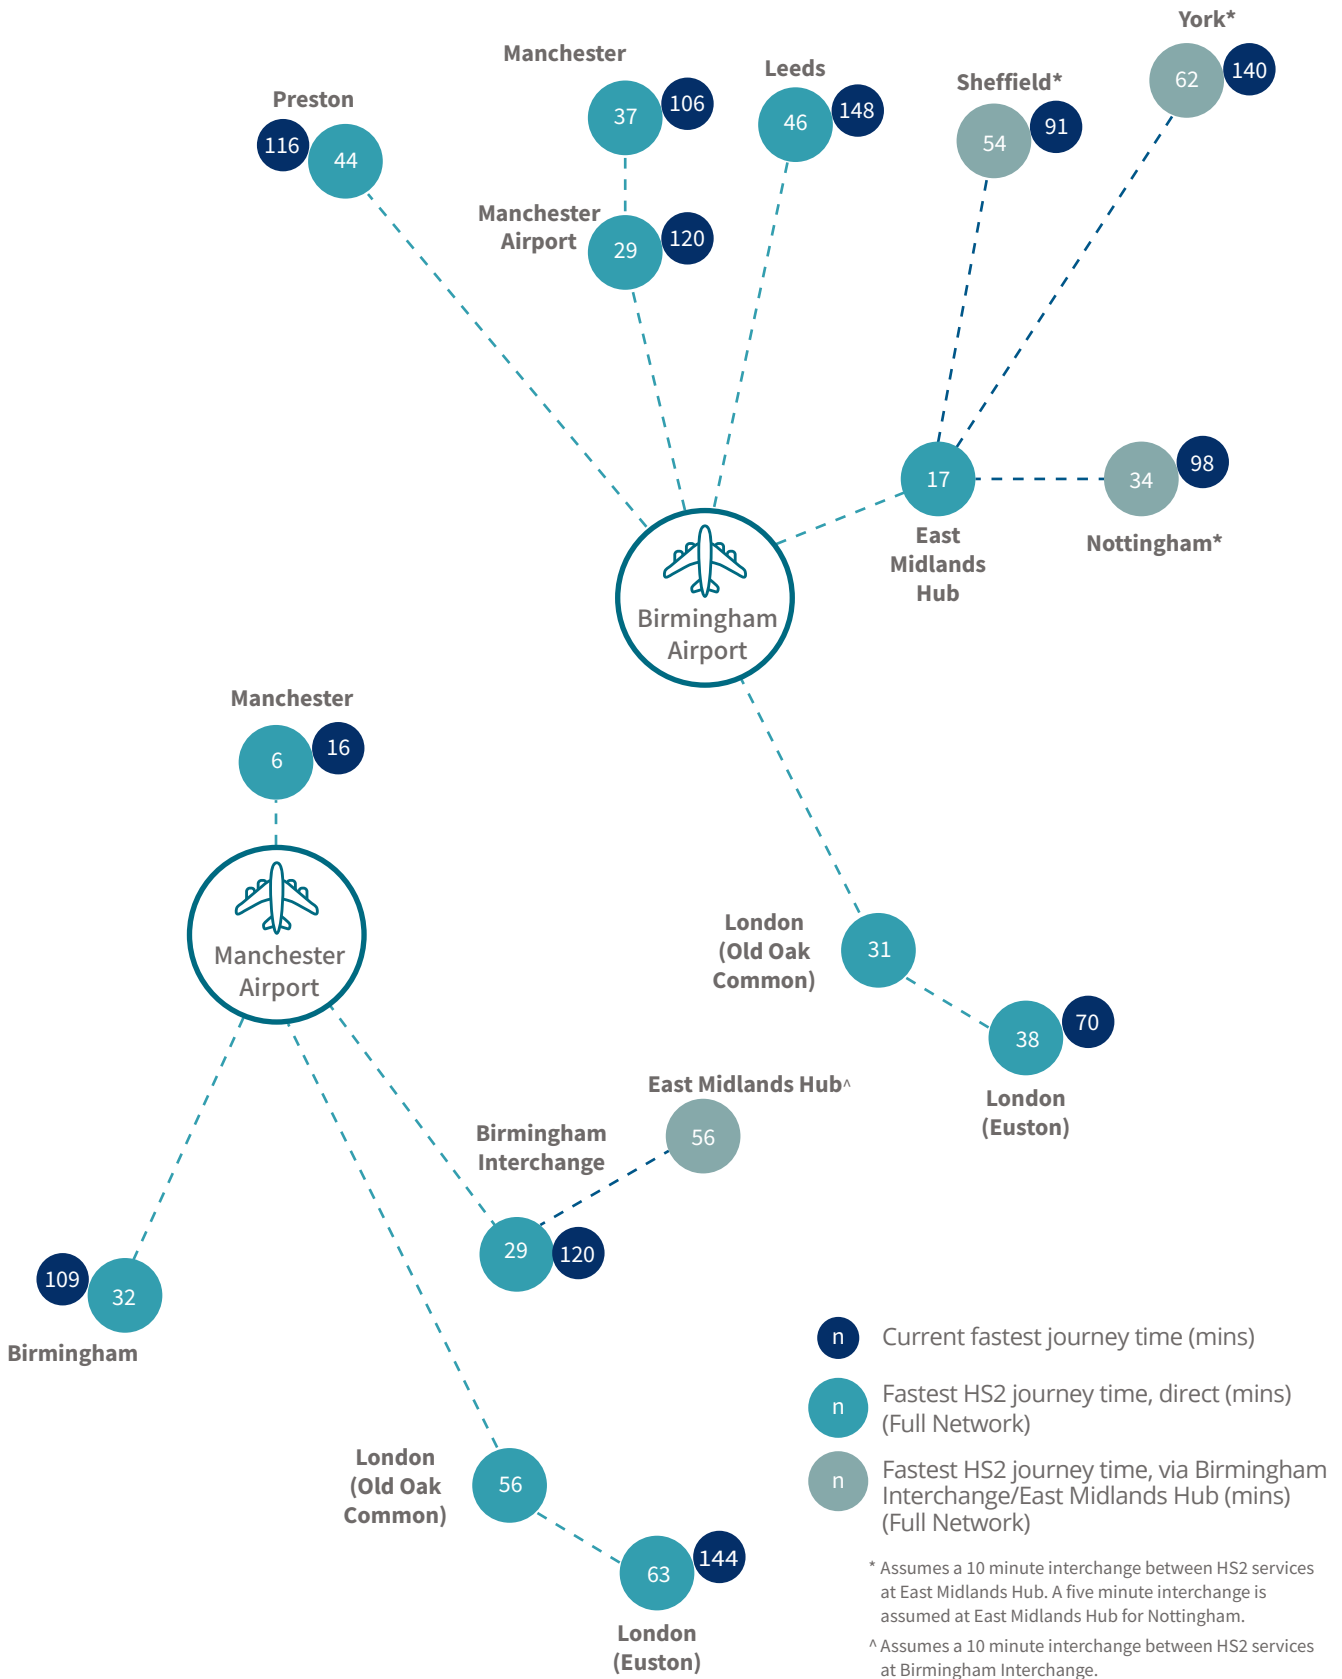 York*
62
140
Manchester
37
106
Leeds
46
148
Sheffield*
54
91
Preston
116
44
Manchester
Airport
29
120
17
East
Midlands
Hub
34
98
Nottingham*
Birmingham
Airport
Manchester
6
16
Manchester
Airport
London
(Old Oak
Common)
31
38
70
London
(Euston)
East Midlands Hub^
56
Birmingham
Interchange
29
120
109
32
Birmingham
London
(Old Oak
Common)
56
63
144
London
(Euston)
n
Current fastest journey time (mins)
n
Fastest HS2 journey time, direct (mins)
(Full Network)
n
Fastest HS2 journey time, via Birmingham
Interchange/East Midlands Hub (mins)
(Full Network)
* Assumes a 10 minute interchange between HS2 services
at East Midlands Hub. A five minute interchange is
assumed at East Midlands Hub for Nottingham.
^ Assumes a 10 minute interchange between HS2 services
at Birmingham Interchange.